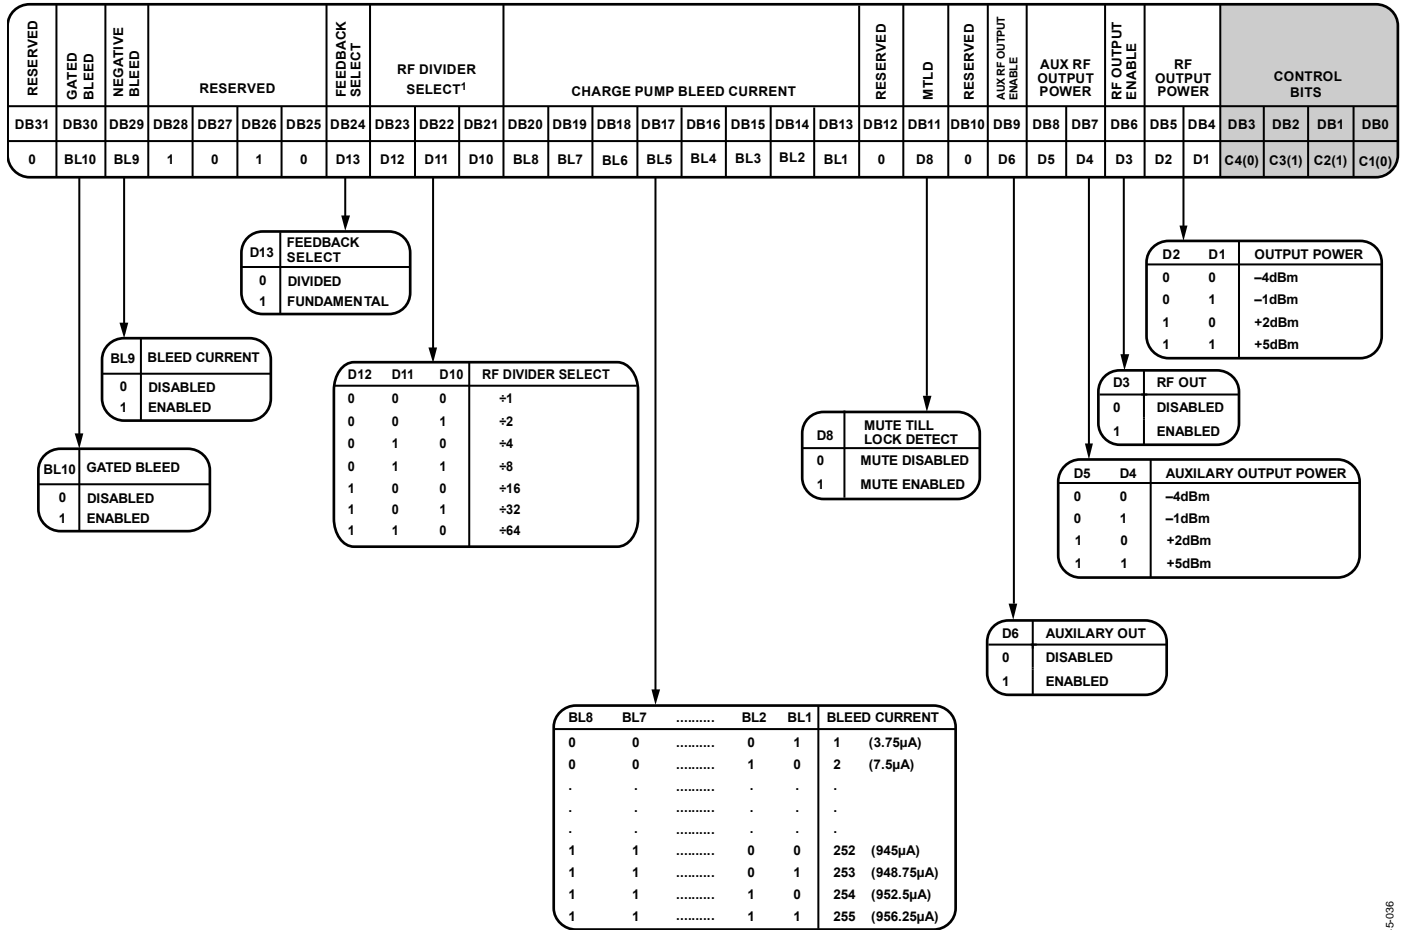 RESERVED
GATED BLEED
NEGATIVE BLEED
RESERVED
FEEDBACK SELECT
RF DIVIDER SELECT1
CHARGE PUMP BLEED CURRENT
RESERVED
MTLD
RESERVED
AUX RF OUTPUT ENABLE
AUX RF OUTPUT POWER
RF OUTPUT ENABLE
RF OUTPUT POWER
CONTROL BITS
DB31 DB30 DB29 DB28 DB27 DB26 DB25 DB24 DB23 DB22 DB21 DB20 DB19 DB18 DB17 DB16 DB15 DB14 DB13 DB12 DB11 DB10 DB9 DB8 DB7 DB6 DB5 DB4 DB3 DB2 DB1 DB0
0 BL10 BL9 1 0 1 0 D13 D12 D11 D10 BL8 BL7 BL6 BL5 BL4 BL3 BL2 BL1 0 D8 0 D6 D5 D4 D3 D2 D1 C4(0) C3(1) C2(1) C1(0)
D13 FEEDBACK SELECT
0 DIVIDED
1 FUNDAMENTAL
D2 D1 OUTPUT POWER
0 0 –4dBm
0 1 –1dBm
1 0 +2dBm
1 1 +5dBm
BL9 BLEED CURRENT
0 DISABLED
1 ENABLED
D12 D11 D10 RF DIVIDER SELECT
0 0 0 ÷1
0 0 1 ÷2
0 1 0 ÷4
0 1 1 ÷8
1 0 0 ÷16
1 0 1 ÷32
1 1 0 ÷64
D3 RF OUT
0 DISABLED
1 ENABLED
D8 MUTE TILL LOCK DETECT
0 MUTE DISABLED
1 MUTE ENABLED
BL10 GATED BLEED
0 DISABLED
1 ENABLED
D5 D4 AUXILARY OUTPUT POWER
0 0 –4dBm
0 1 –1dBm
1 0 +2dBm
1 1 +5dBm
D6 AUXILARY OUT
0 DISABLED
1 ENABLED
BL8 BL7 .......... BL2 BL1 BLEED CURRENT
0 0 .......... 0 1 1 (3.75µA)
0 0 .......... 1 0 2 (7.5µA)
. . .......... . . .
. . .......... . . .
. . .......... . . .
1 1 .......... 0 0 252 (945µA)
1 1 .......... 0 1 253 (948.75µA)
1 1 .......... 1 0 254 (952.5µA)
1 1 .......... 1 1 255 (956.25µA)
5-036